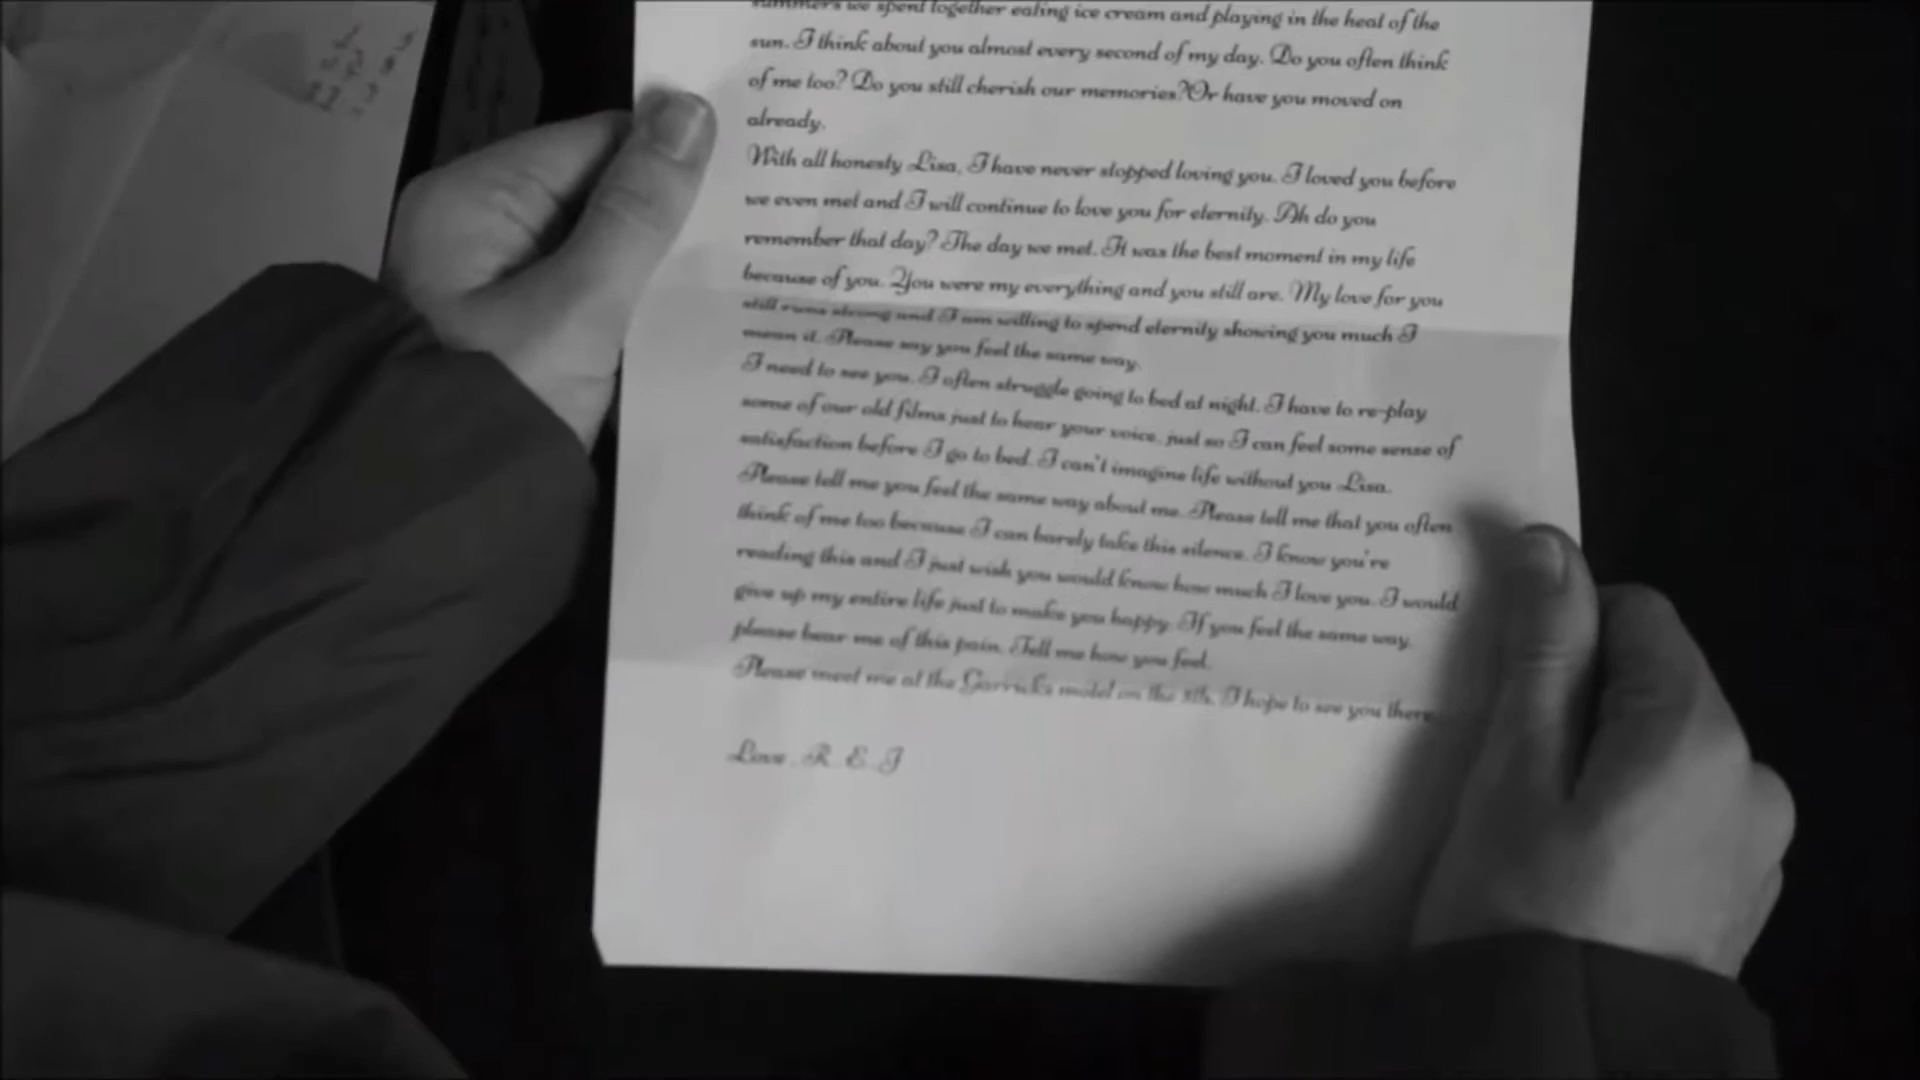 summers we spent together eating ice cream and playing in the heat of the
sun. I think about you almost every second of my day. Do you often think
of me too? Do you still cherish our memories?Or have you moved on
already.
With all honesty Lisa, I have never stopped loving you. I loved you before
we even met and I will continue to love you for eternity. Ah do you
remember that day? The day we met. It was the best moment in my life
because of you. You were my everything and you still are. My love for you
still runs strong and I am willing to spend eternity showing you much I
mean it. Please say you feel the same way.
I need to see you. I often struggle going to bed at night. I have to re-play
some of our old films just to hear your voice, just so I can feel some sense of
satisfaction before I go to bed. I can't imagine life without you Lisa.
Please tell me you feel the same way about me. Please tell me that you often
think of me too because I can barely take this silence. I know you're
reading this and I just wish you would know how much I love you. I would
give up my entire life just to make you happy. If you feel the same way,
please bear me of this pain. Tell me how you feel.
Please meet me at the Garricks motel on the 5th. I hope to see you there.
Love, R. E. J